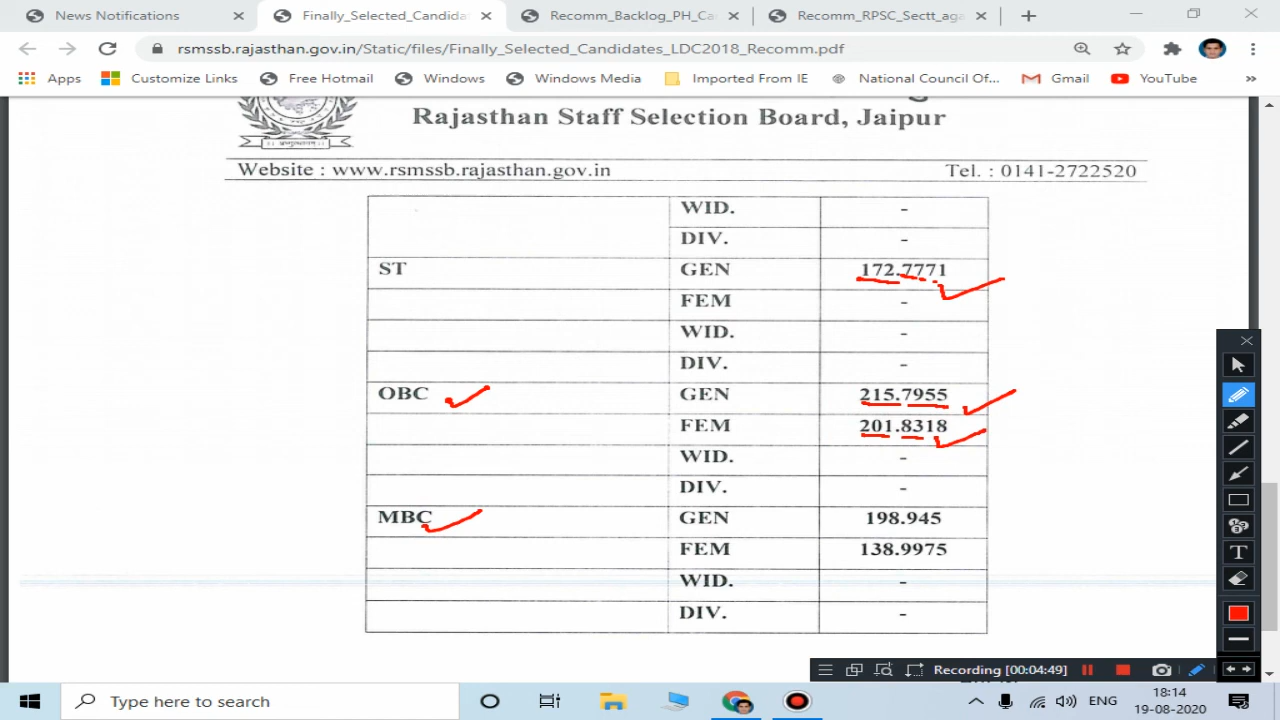 News Notifications
Finally_Selected_Candida
Recomm_Backlog_PH_Ca
Recomm_RPSC_Sectt_aga
rsmssb.rajasthan.gov.in/Static/files/Finally_Selected_Candidates_LDC2018_Recomm.pdf
Apps Customize Links Free Hotmail Windows Windows Media Imported From IE National Council Of... Gmail YouTube »
Rajasthan Staff Selection Board, Jaipur
Website : www.rsmssb.rajasthan.gov.in Tel. : 0141-2722520
WID. -
DIV. -
ST GEN 172.7771
FEM -
WID. -
DIV. -
OBC GEN 215.7955
FEM 201.8318
WID. -
DIV. -
MBC GEN 198.945
FEM 138.9975
WID. -
DIV. -
T
Recording [00:04:49]
Type here to search
ENG
18:14
19-08-2020